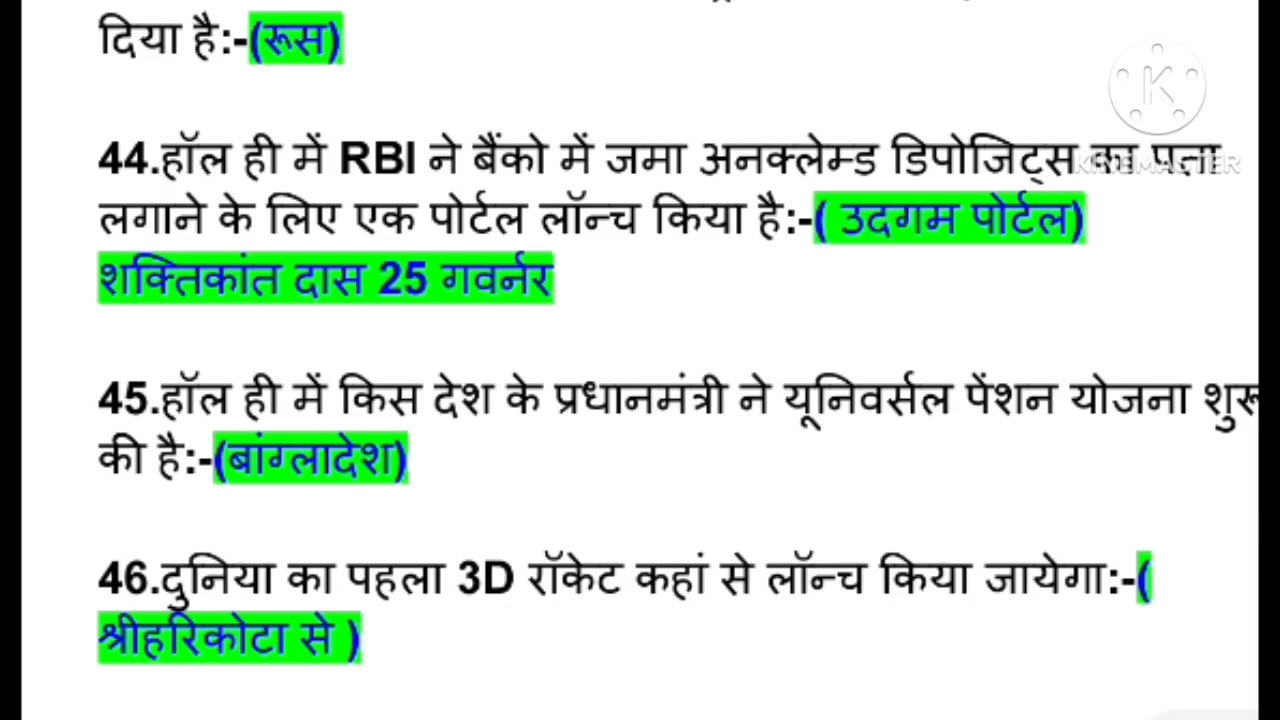 दिया है:-(रूस)
44.हॉल ही में RBI ने बैंको में जमा अनक्लेम्ड डिपोजिट्स का पता
लगाने के लिए एक पोर्टल लॉन्च किया है:-( उदगम पोर्टल)
शक्तिकांत दास 25 गवर्नर
45.हॉल ही में किस देश के प्रधानमंत्री ने यूनिवर्सल पेंशन योजना शुरू
की है:-(बांग्लादेश)
46.दुनिया का पहला 3D रॉकेट कहां से लॉन्च किया जायेगा:-(
श्रीहरिकोटा से )
K
KINEMASTER